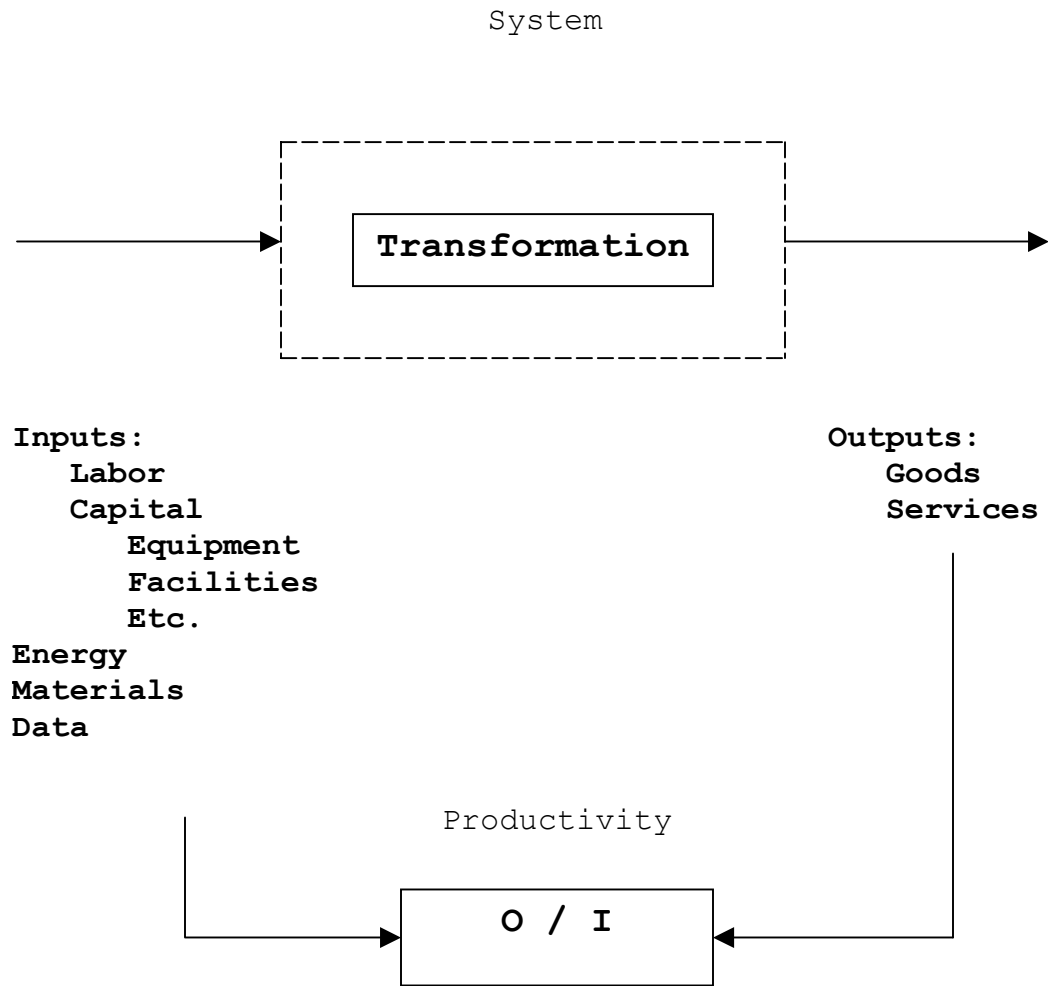 System
Transformation
Inputs:
Labor
Capital
Equipment
Facilities
Etc.
Energy
Materials
Data
Outputs:
Goods
Services
Productivity
O / I